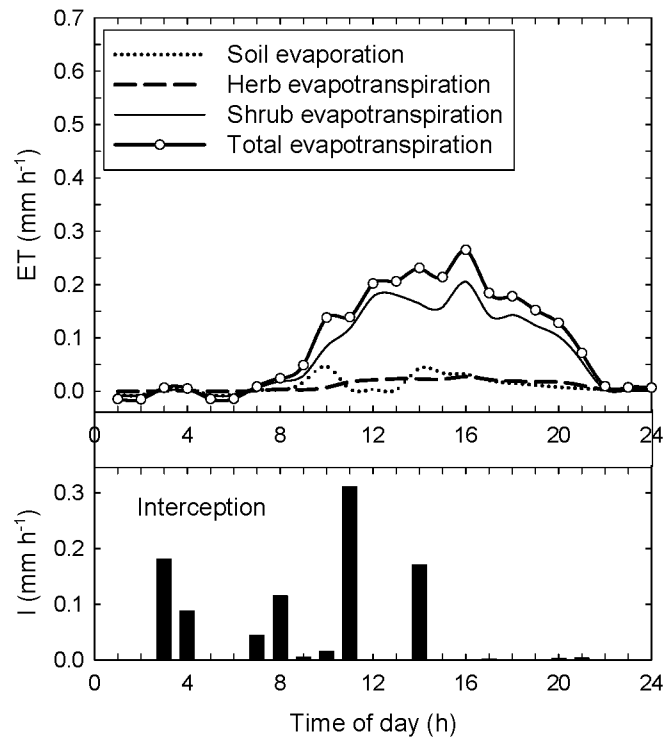 0.7
0.6
0.5
0.4
0.3
0.2
0.1
0.0
ET (mm h⁻¹)
Soil evaporation
Herb evapotranspiration
Shrub evapotranspiration
Total evapotranspiration
0 4 8 12 16 20 24
0.3
0.2
0.1
0.0
I (mm h⁻¹)
Interception
0 4 8 12 16 20 24
Time of day (h)